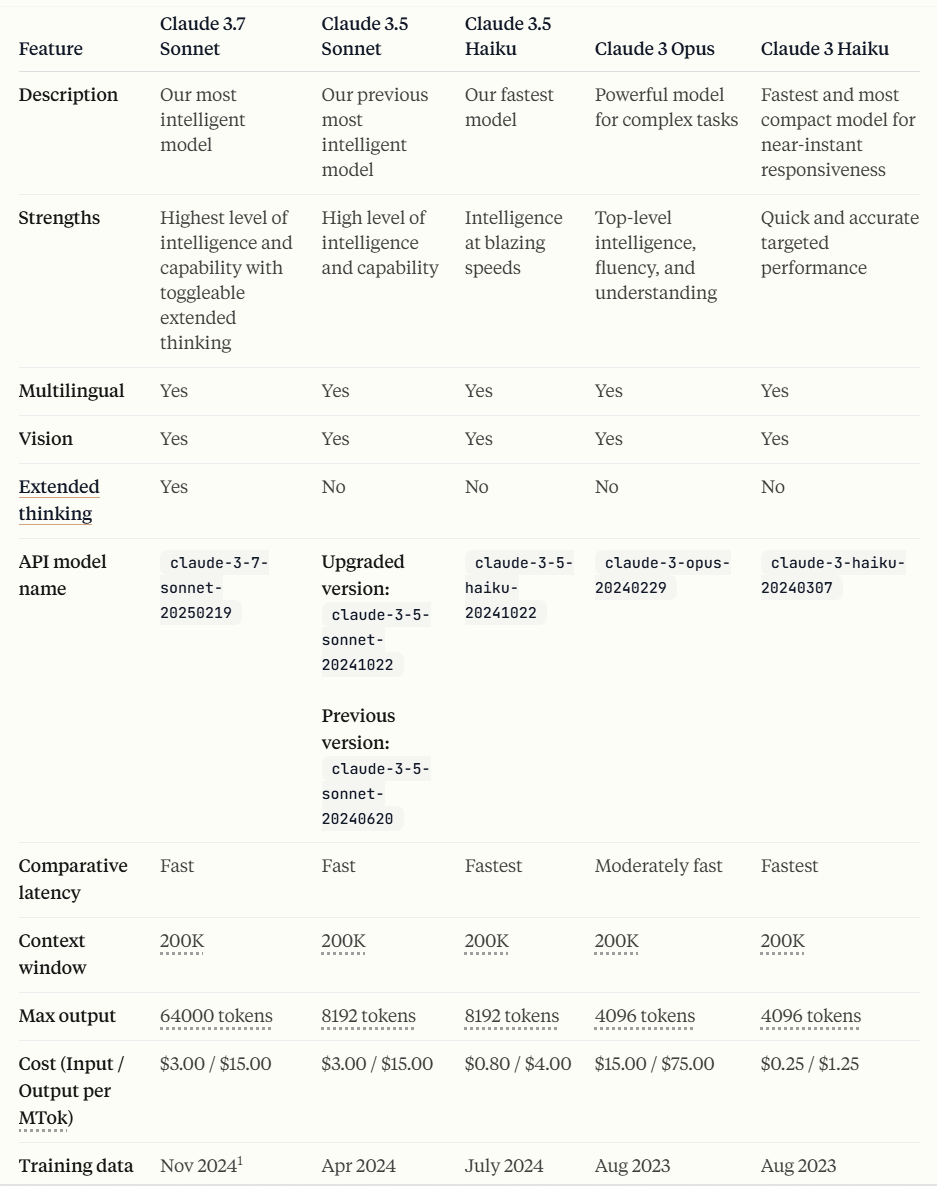 Feature
Claude 3.7
Sonnet
Claude 3.5
Sonnet
Claude 3.5
Haiku
Claude 3 Opus
Claude 3 Haiku
Description
Our most
intelligent
model
Our previous
most
intelligent
model
Our fastest
model
Powerful model
for complex tasks
Fastest and most
compact model for
near-instant
responsiveness
Strengths
Highest level of
intelligence and
capability with
toggleable
extended
thinking
High level of
intelligence
and capability
Intelligence
at blazing
speeds
Top-level
intelligence,
fluency, and
understanding
Quick and accurate
targeted
performance
Multilingual
Yes
Yes
Yes
Yes
Yes
Vision
Yes
Yes
Yes
Yes
Yes
Extended
thinking
Yes
No
No
No
No
API model
name
claude-3-7-
sonnet-
20250219
Upgraded
version:
claude-3-5-
sonnet-
20241022
Previous
version:
claude-3-5-
sonnet-
20240620
claude-3-5-
haiku-
20241022
claude-3-opus-
20240229
claude-3-haiku-
20240307
Comparative
latency
Fast
Fast
Fastest
Moderately fast
Fastest
Context
window
200K
200K
200K
200K
200K
Max output
64000 tokens
8192 tokens
8192 tokens
4096 tokens
4096 tokens
Cost (Input /
Output per
MTok)
$3.00 / $15.00
$3.00 / $15.00
$0.80 / $4.00
$15.00 / $75.00
$0.25 / $1.25
Training data
Nov 2024¹
Apr 2024
July 2024
Aug 2023
Aug 2023